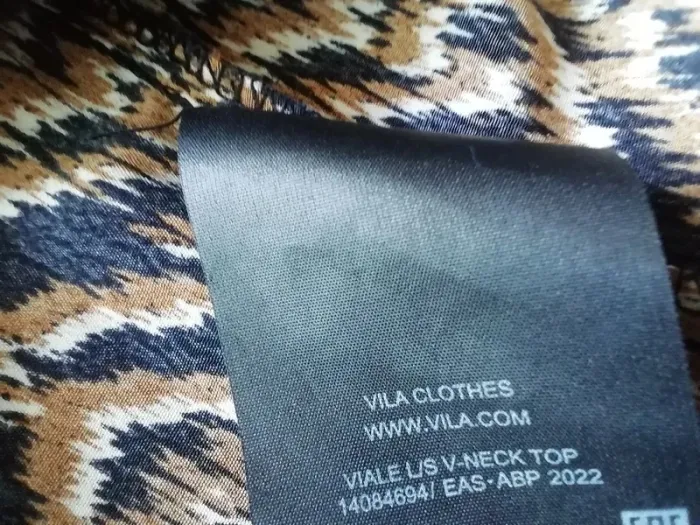 VILA CLOTHES
WWW.VILA.COM
VIALE L/S V-NECK TOP
14084694/ EAS-ABP 2022